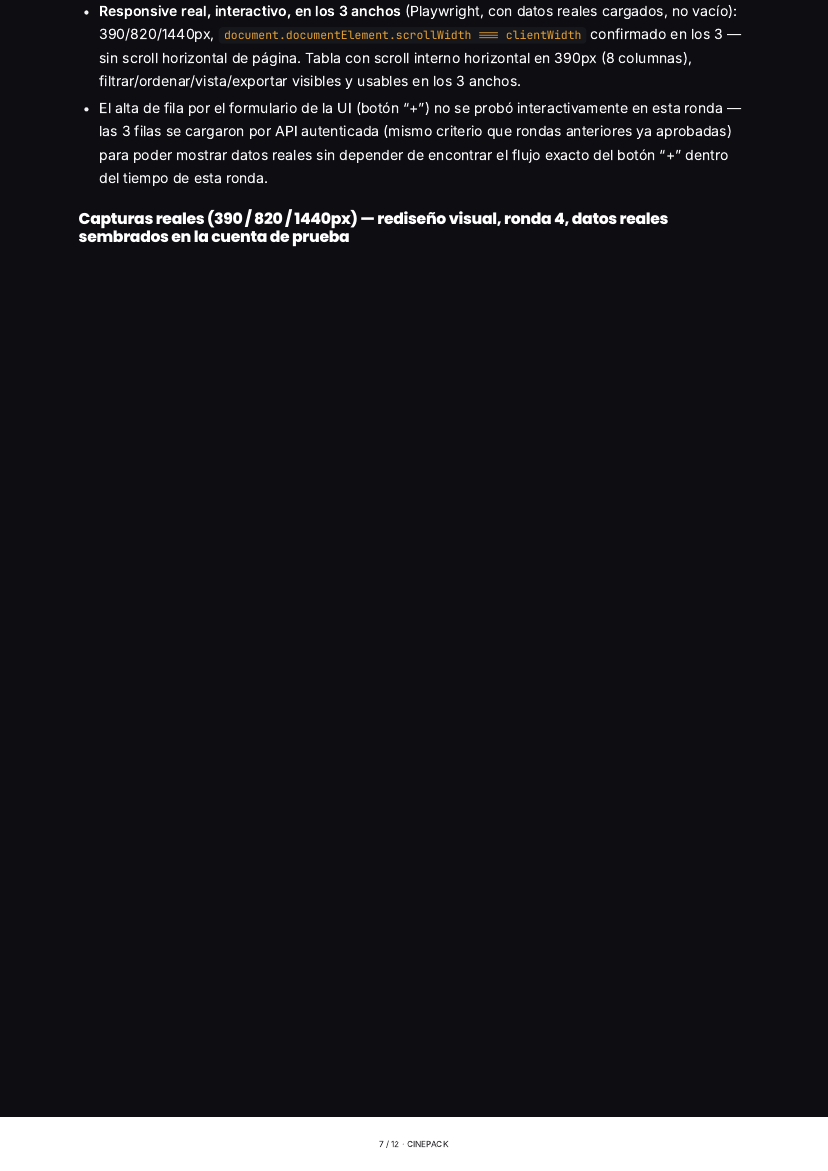 • Responsive real, interactivo, en los 3 anchos (Playwright, con datos reales cargados, no vacío):
390/820/1440px, document.documentElement.scrollWidth === clientWidth confirmado en los 3 —
sin scroll horizontal de página. Tabla con scroll interno horizontal en 390px (8 columnas),
filtrar/ordenar/vista/exportar visibles y usables en los 3 anchos.
• El alta de fila por el formulario de la UI (botón “+”) no se probó interactivamente en esta ronda —
las 3 filas se cargaron por API autenticada (mismo criterio que rondas anteriores ya aprobadas)
para poder mostrar datos reales sin depender de encontrar el flujo exacto del botón “+” dentro
del tiempo de esta ronda.
Capturas reales (390 / 820 / 1440px) — rediseño visual, ronda 4, datos reales
sembrados en la cuenta de prueba
7 / 12 · CINEPACK